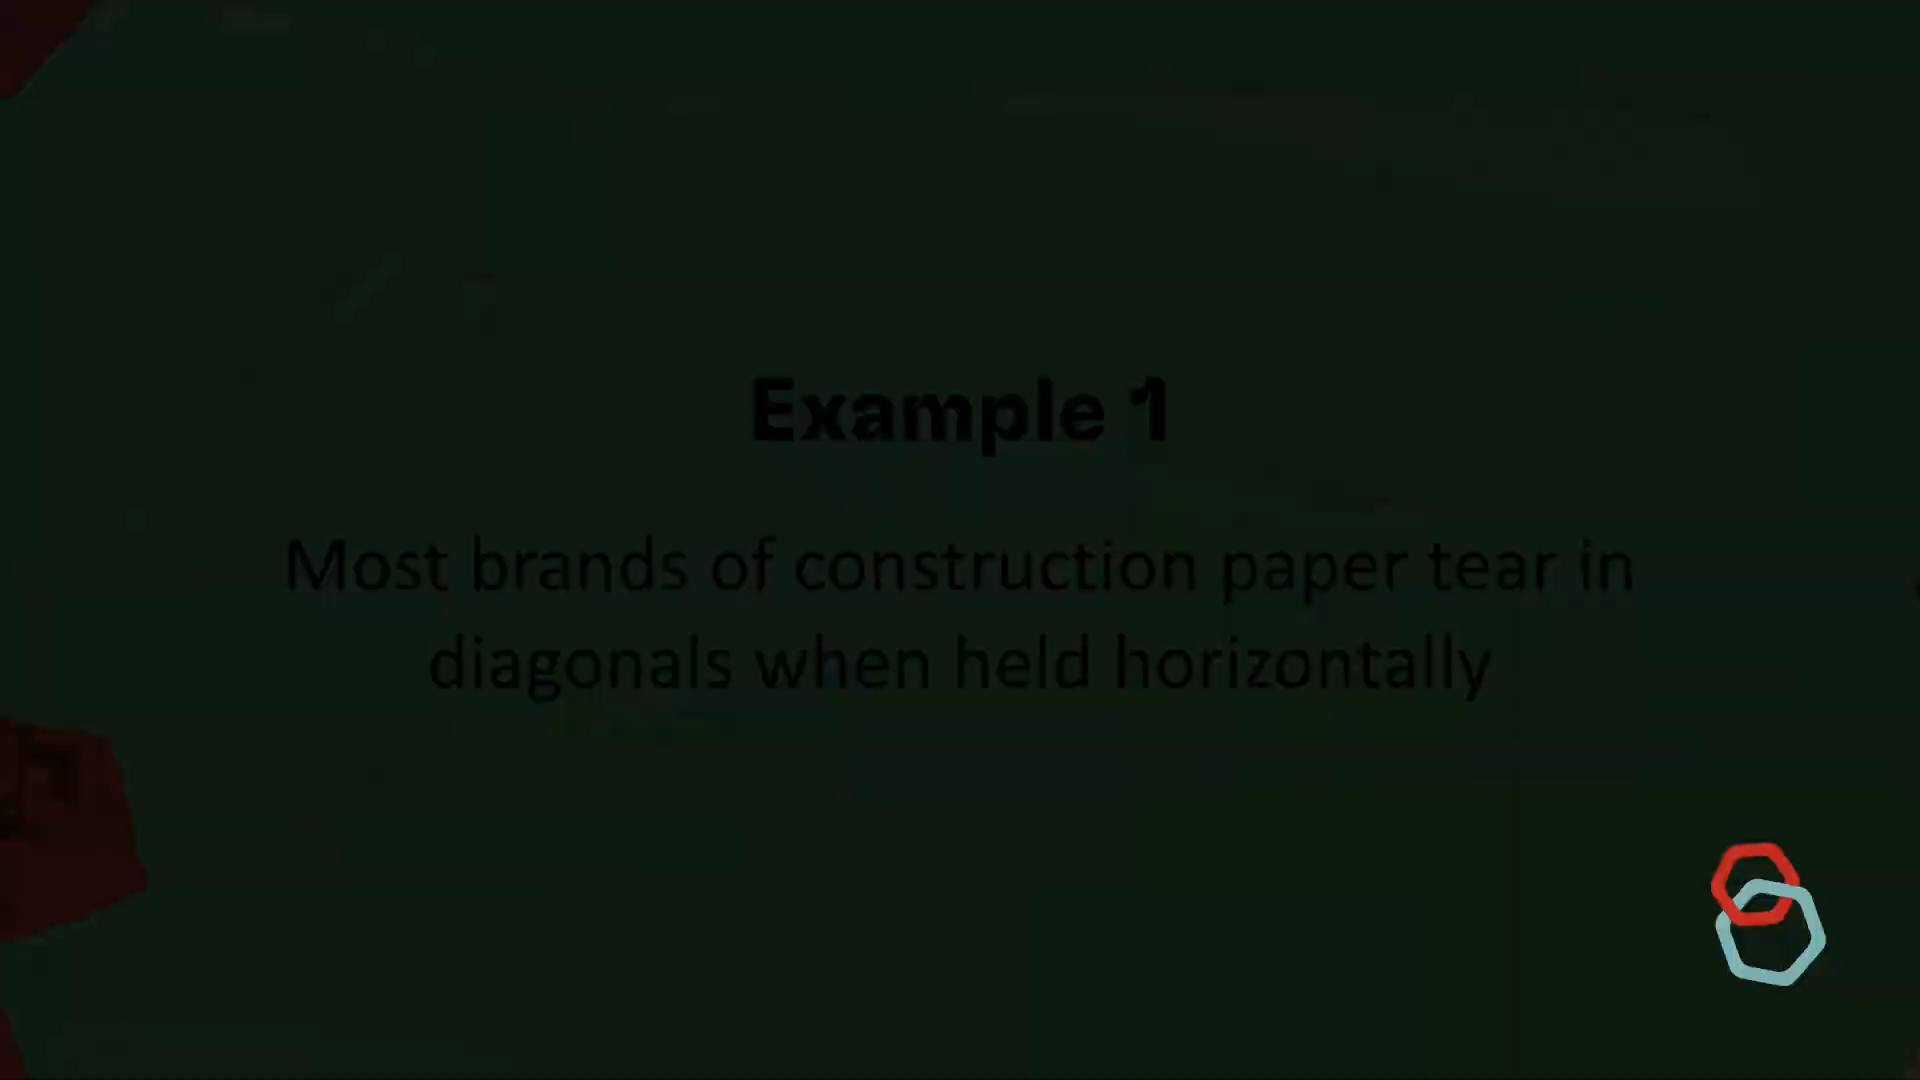 Example 1
Most brands of construction paper tear in
diagonals when held horizontally